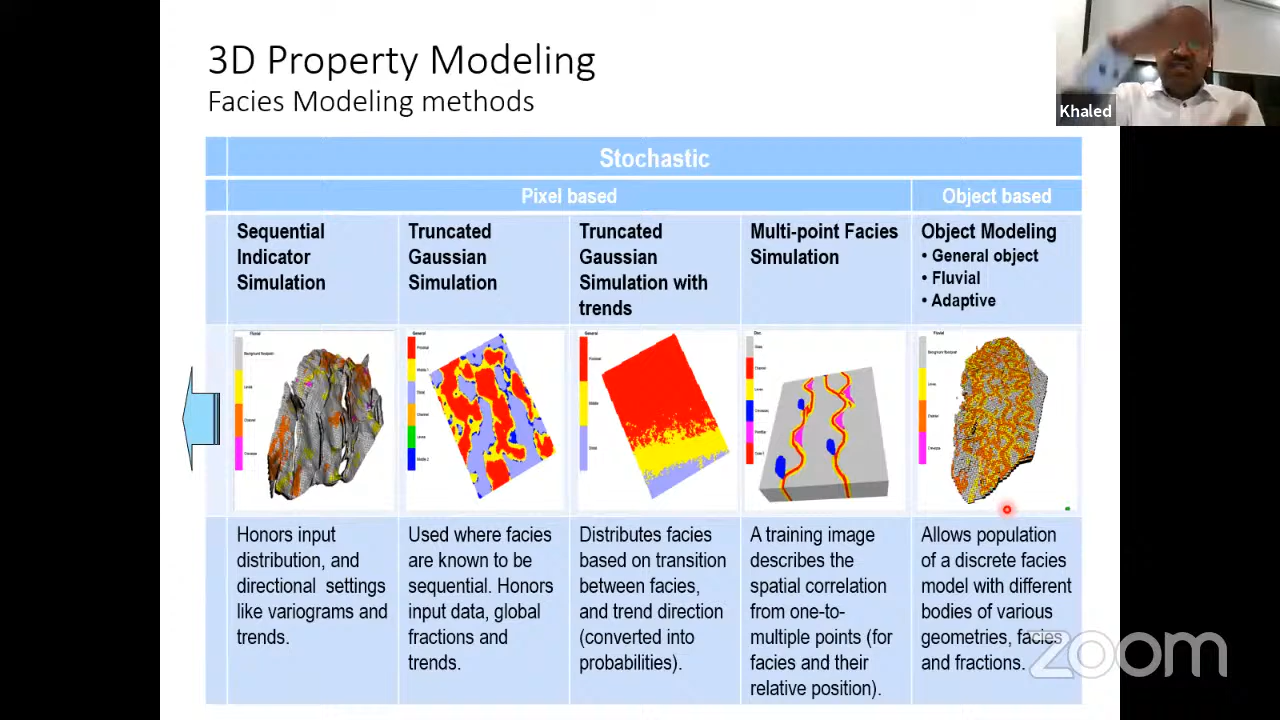 3D Property Modeling
Facies Modeling methods
Khaled
Stochastic
Pixel based
Object based
Sequential
Indicator
Simulation
Truncated
Gaussian
Simulation
Truncated
Gaussian
Simulation with
trends
Multi-point Facies
Simulation
Object Modeling
• General object
• Fluvial
• Adaptive
Fluvial
General
General
Fluvial
Honors input
distribution, and
directional settings
like variograms and
trends.
Used where facies
are known to be
sequential. Honors
input data, global
fractions and
trends.
Distributes facies
based on transition
between facies,
and trend direction
(converted into
probabilities).
A training image
describes the
spatial correlation
from one-to-
multiple points (for
facies and their
relative position).
Allows population
of a discrete facies
model with different
bodies of various
geometries, facies
and fractions.
zoom